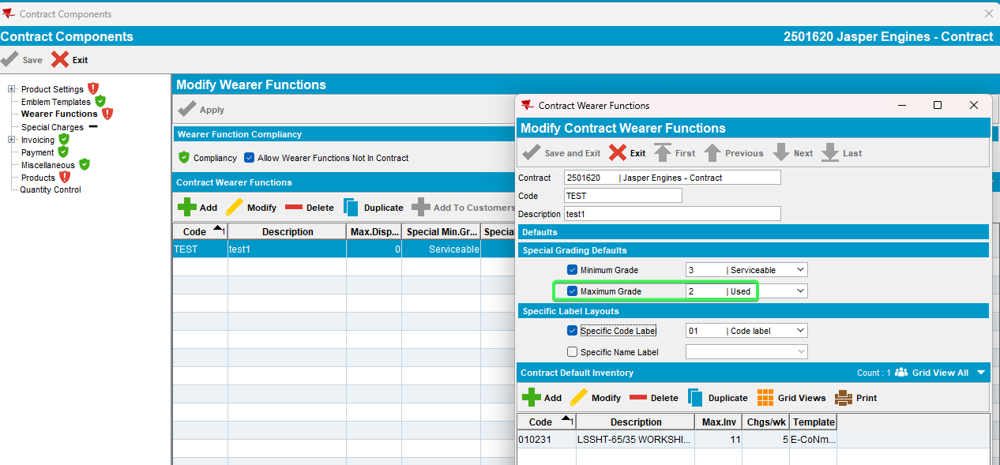 Contract Components
Contract Components 2501620 Jasper Engines - Contract
Save Exit
Product Settings
Emblem Templates
Wearer Functions
Special Charges
Invoicing
Payment
Miscellaneous
Products
Quantity Control
Modify Wearer Functions
Apply
Wearer Function Compliancy
Compliancy Allow Wearer Functions Not In Contract
Contract Wearer Functions
Add Modify Delete Duplicate Add To Customers
Code 1 Description Max.Disp... Special Min.Gr... Specia
TEST test1 0 Serviceable
Contract Wearer Functions
Modify Contract Wearer Functions
Save and Exit Exit First Previous Next Last
Contract 2501620 | Jasper Engines - Contract
Code TEST
Description test1
Defaults
Special Grading Defaults
Minimum Grade 3 | Serviceable
Maximum Grade 2 | Used
Specific Label Layouts
Specific Code Label 01 | Code label
Specific Name Label
Contract Default Inventory Count : 1 Grid View All
Add Modify Delete Duplicate Grid Views Print
Code 1 Description Max.Inv Chgs/wk Template
010231 LSSHT-65/35 WORKSHI... 11 5 E-CoNm...